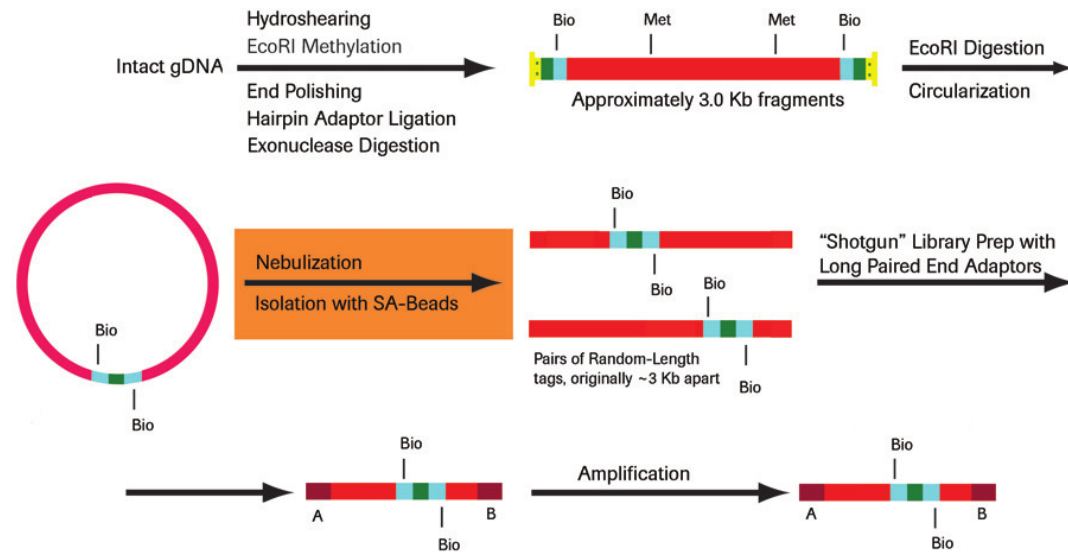 Intact gDNA
Hydroshearing
EcoRI Methylation
End Polishing
Hairpin Adaptor Ligation
Exonuclease Digestion
Bio
Met
Met
Bio
Approximately 3.0 Kb fragments
EcoRI Digestion
Circularization
Bio
Bio
Nebulization
Isolation with SA-Beads
Bio
Bio
Bio
Bio
Pairs of Random-Length
tags, originally ~3 Kb apart
“Shotgun” Library Prep with
Long Paired End Adaptors
Bio
A
B
Bio
Amplification
Bio
A
B
Bio